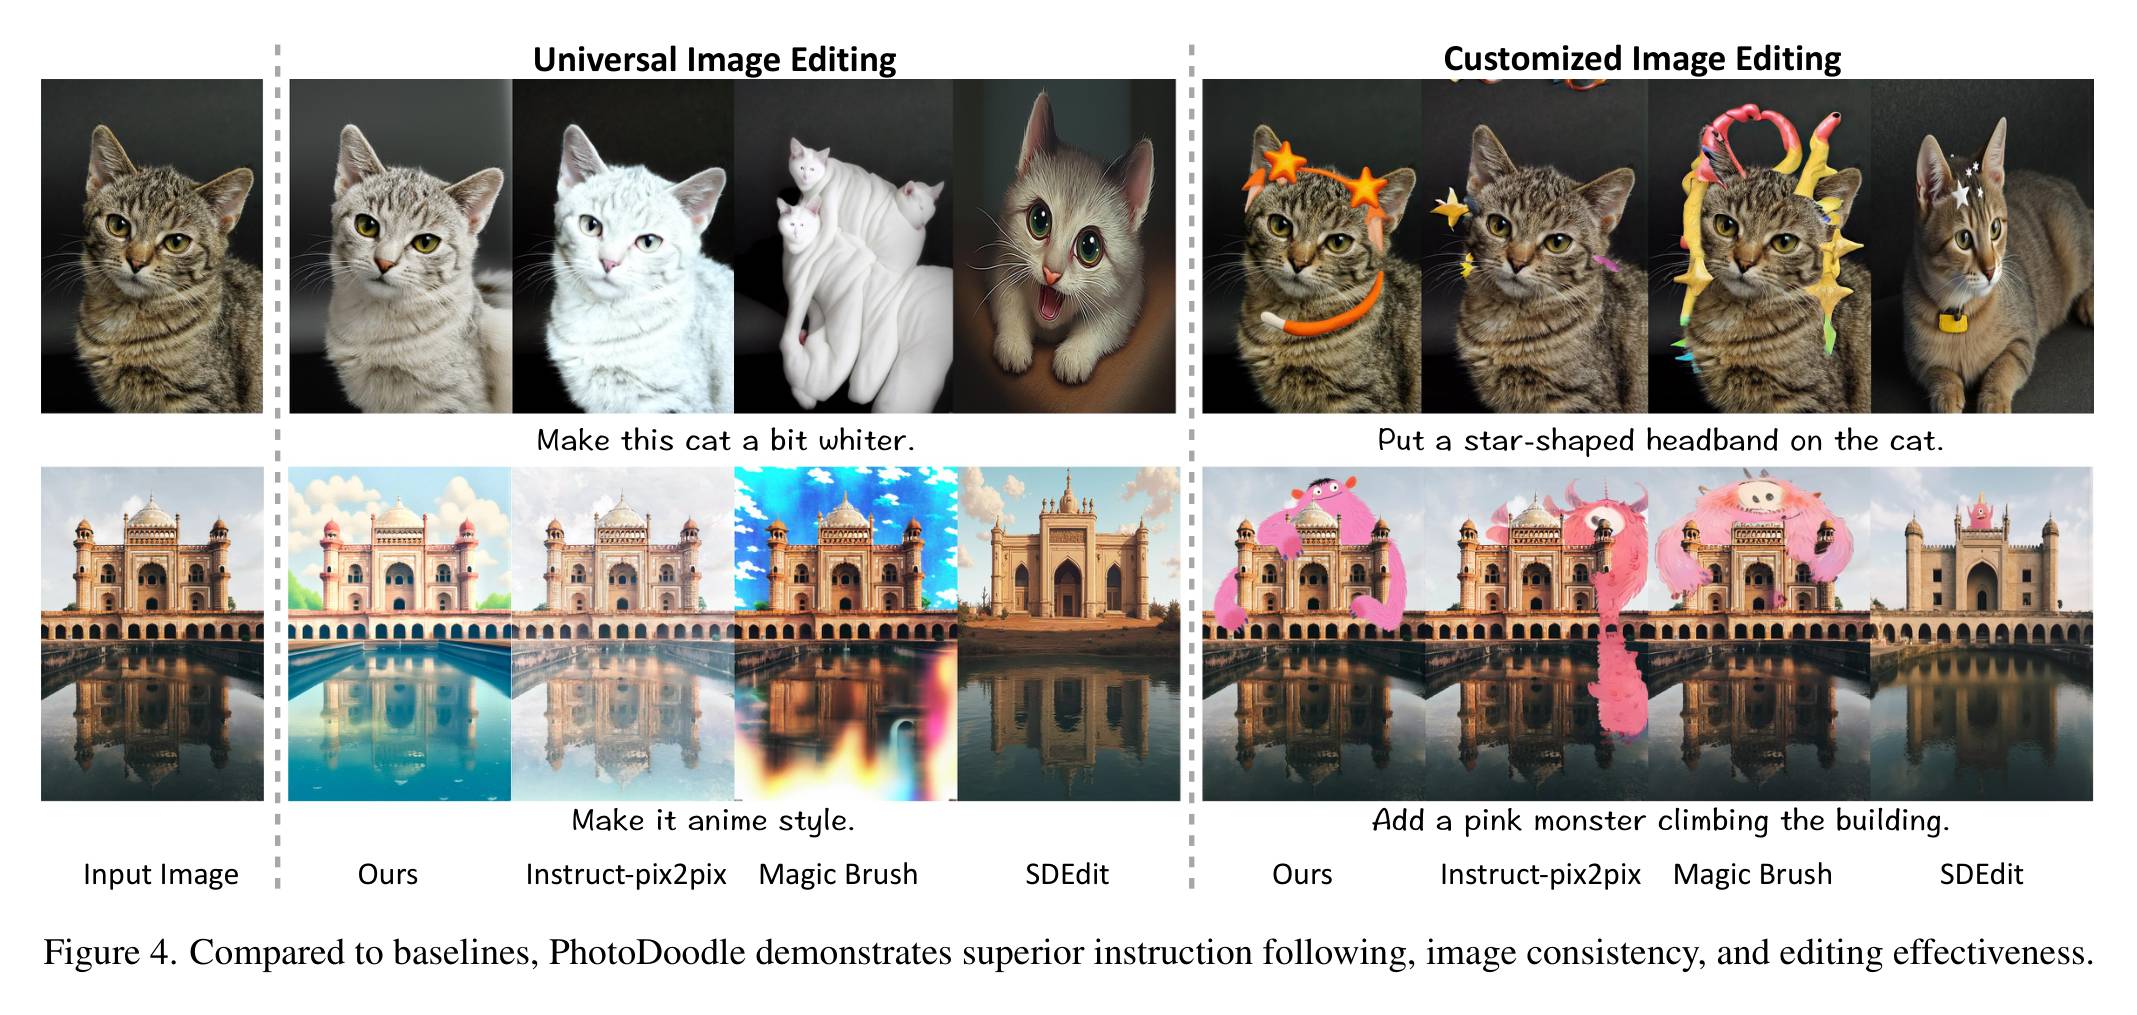 Universal Image Editing
Customized Image Editing
Make this cat a bit whiter.
Put a star-shaped headband on the cat.
Make it anime style.
Add a pink monster climbing the building.
Input Image
Ours
Instruct-pix2pix
Magic Brush
SDEdit
Ours
Instruct-pix2pix
Magic Brush
SDEdit
Figure 4. Compared to baselines, PhotoDoodle demonstrates superior instruction following, image consistency, and editing effectiveness.